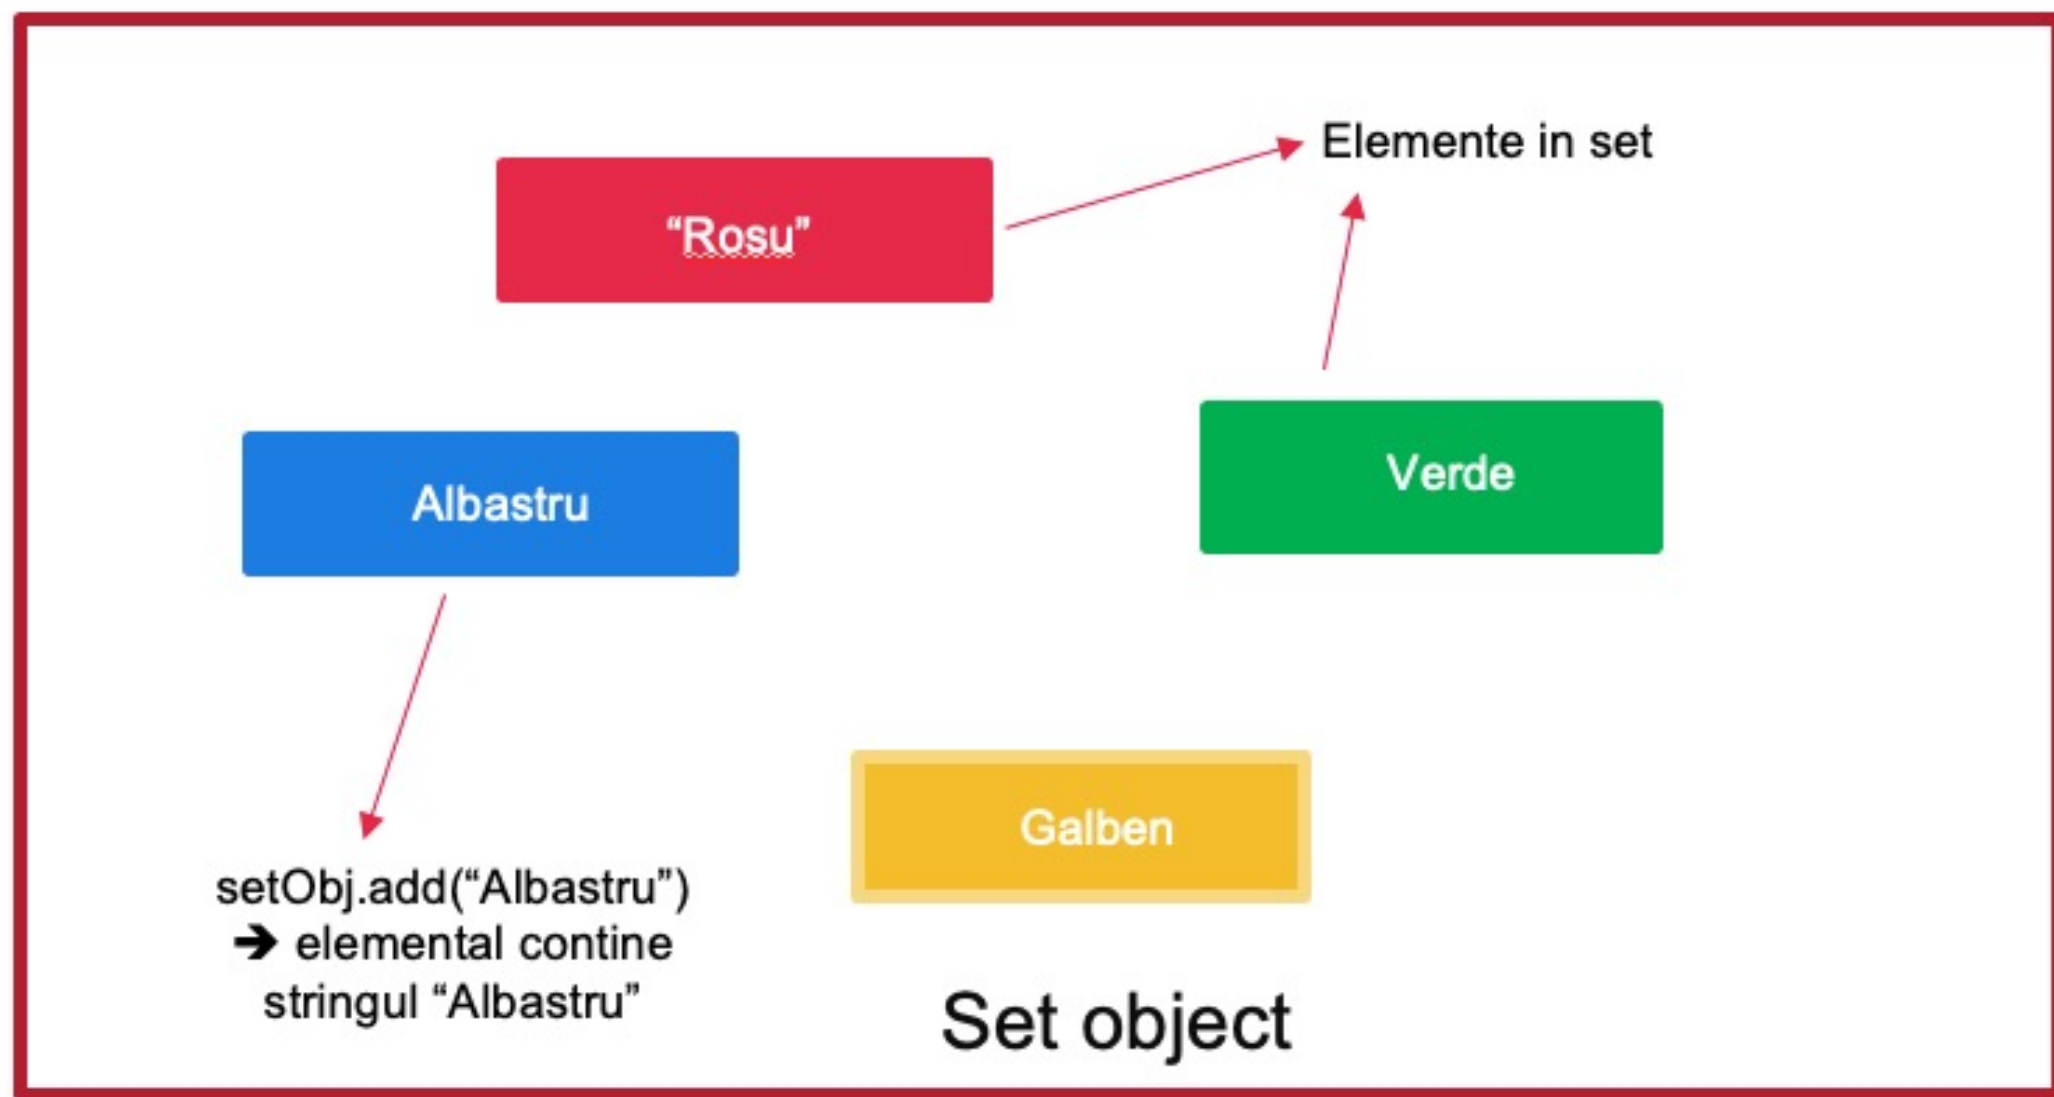 “Rosu”
Elemente in set
Albastru
Verde
Galben
setObj.add(“Albastru”)
➔ elemental contine
stringul “Albastru”
Set object